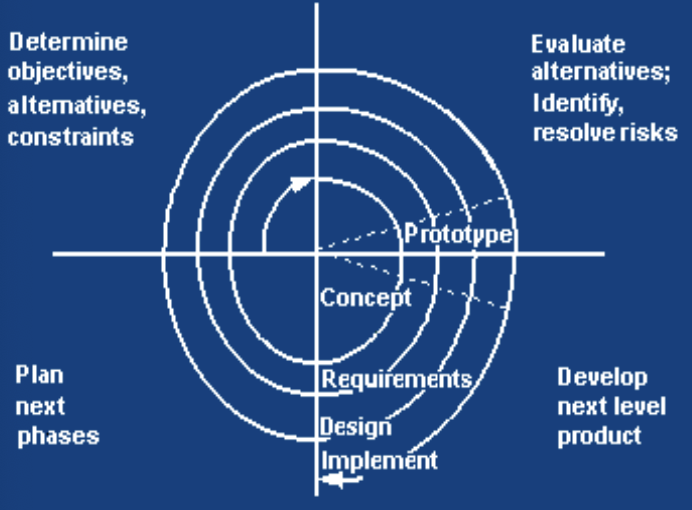 Determine
objectives,
alternatives,
constraints
Evaluate
alternatives;
Identify,
resolve risks
Prototype
Concept
Requirements
Design
Implement
Plan
next
phases
Develop
next level
product